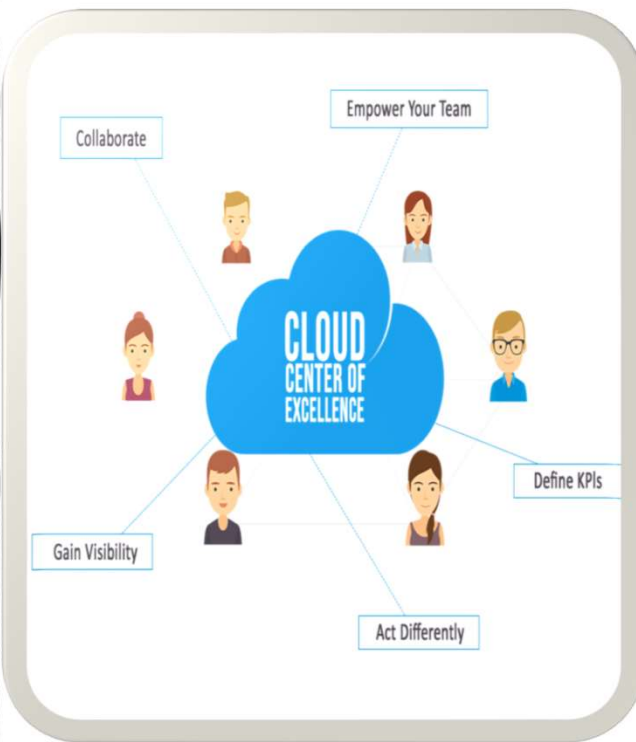 Empower Your Team
Collaborate
CLOUD
CENTER OF
EXCELLENCE
Define KPIs
Gain Visibility
Act Differently